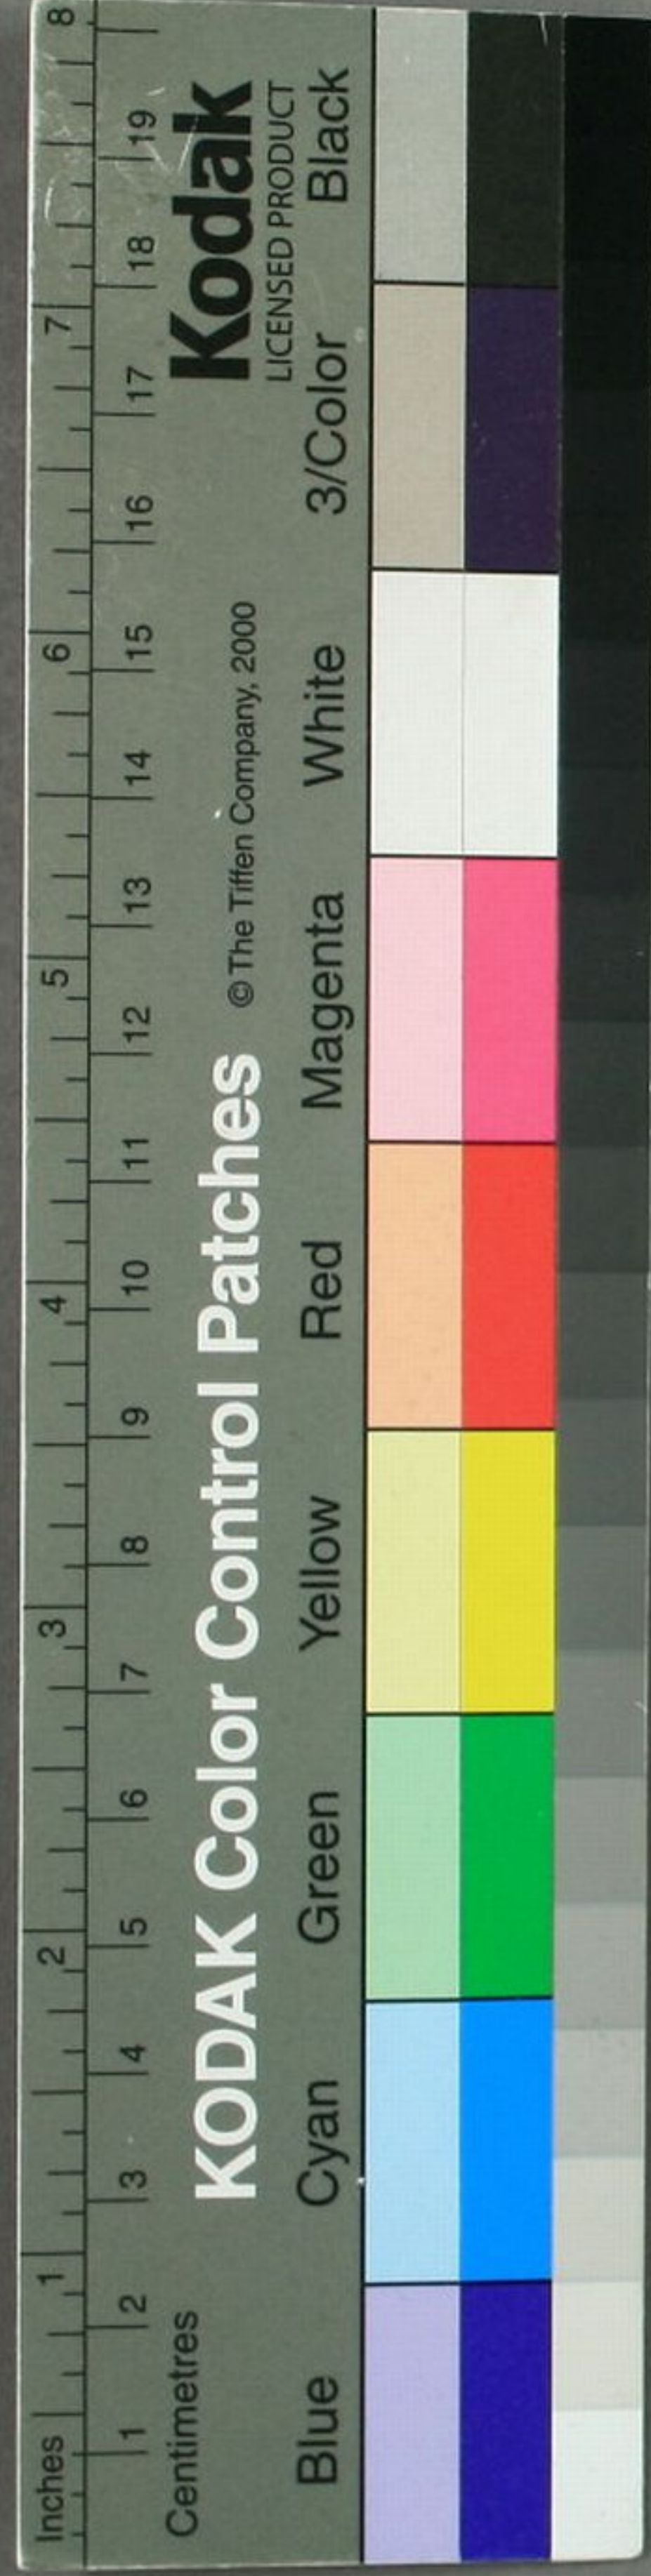 Inches 1 2 3 4 5 6 7 8
1 2 3 4 5 6 7 8 9 10 11 12 13 14 15 16 17 18 19
Centimetres
KODAK Color Control Patches © The Tiffen Company, 2000 Kodak
LICENSED PRODUCT
Blue Cyan Green Yellow Red Magenta White 3/Color Black